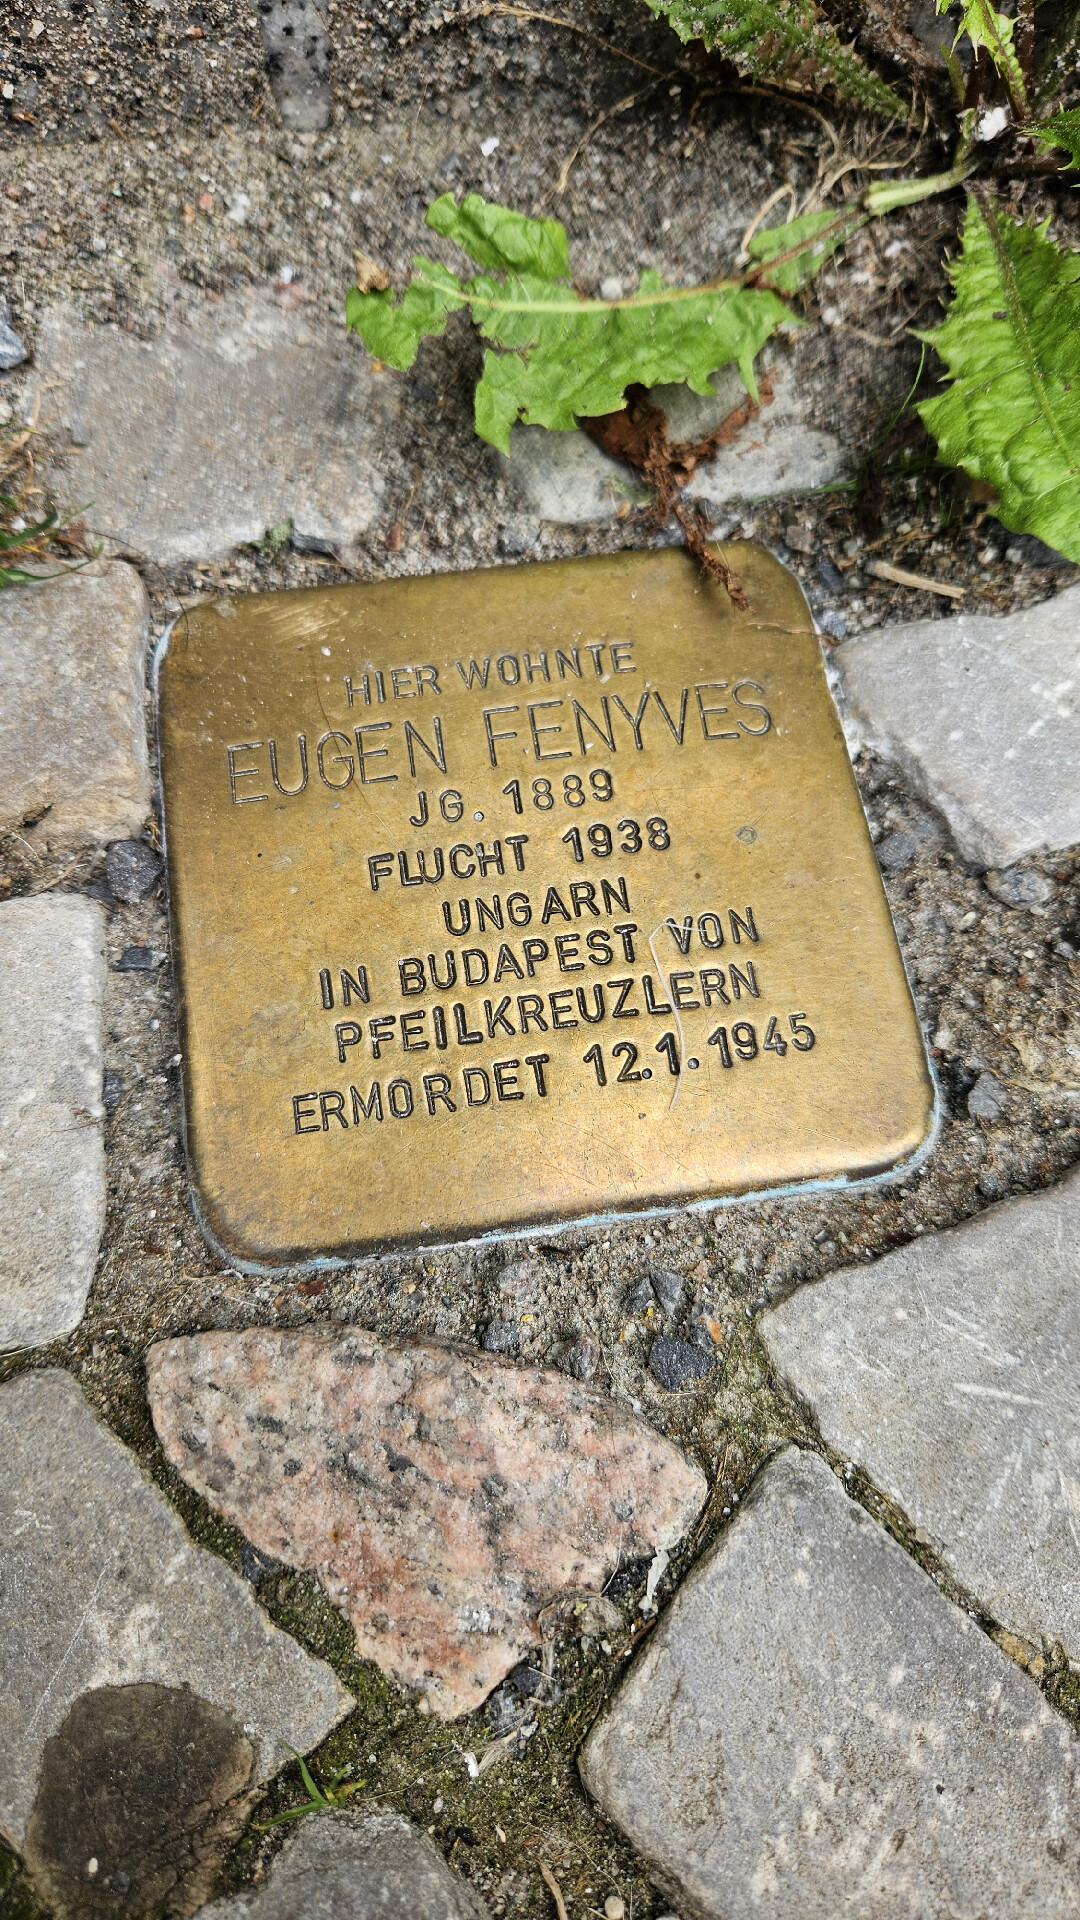 HIER WOHNTE
EUGEN FENYVES
JG. 1889
FLUCHT 1938
UNGARN
IN BUDAPEST VON
PFEILKREUZLERN
ERMORDET 12.1.1945